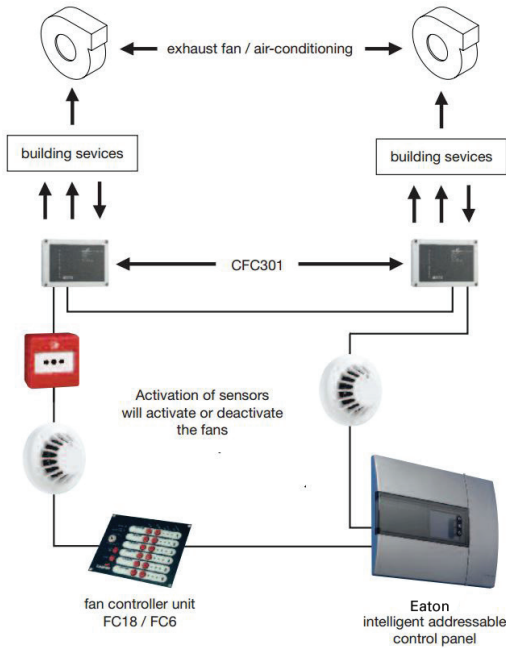 exhaust fan / air-conditioning
building sevices
building sevices
CFC301
Activation of sensors
will activate or deactivate
the fans
fan controller unit
FC18 / FC6
Eaton
intelligent addressable
control panel